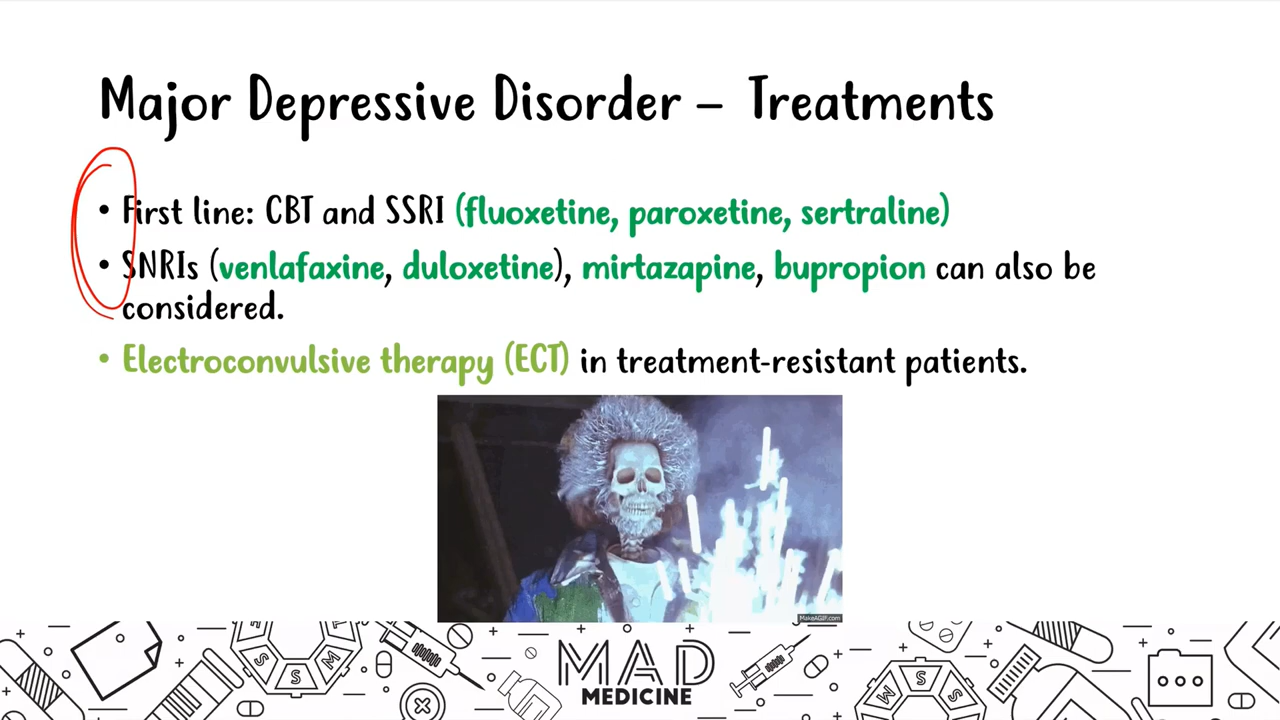 Major Depressive Disorder – Treatments
• First line: CBT and SSRI (fluoxetine, paroxetine, sertraline)
• SNRIs (venlafaxine, duloxetine), mirtazapine, bupropion can also be
considered.
• Electroconvulsive therapy (ECT) in treatment-resistant patients.
MakeAGIF.com
MAD
MEDICINE
S
S
M
M
S
S